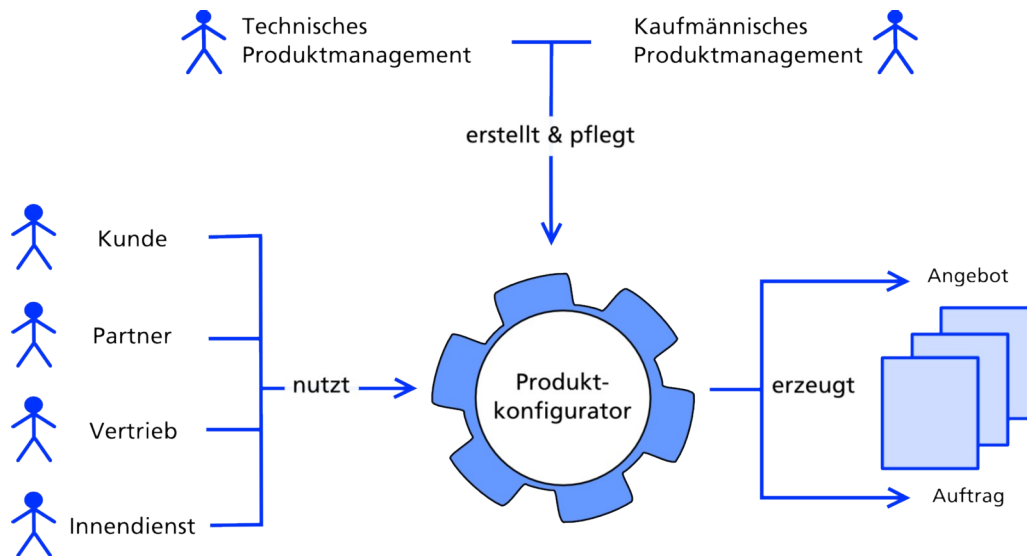 Technisches
Produktmanagement
Kaufmännisches
Produktmanagement
erstellt & pflegt
Kunde
Partner
nutzt
Vertrieb
Innendienst
Produkt-
konfigurator
erzeugt
Angebot
Auftrag